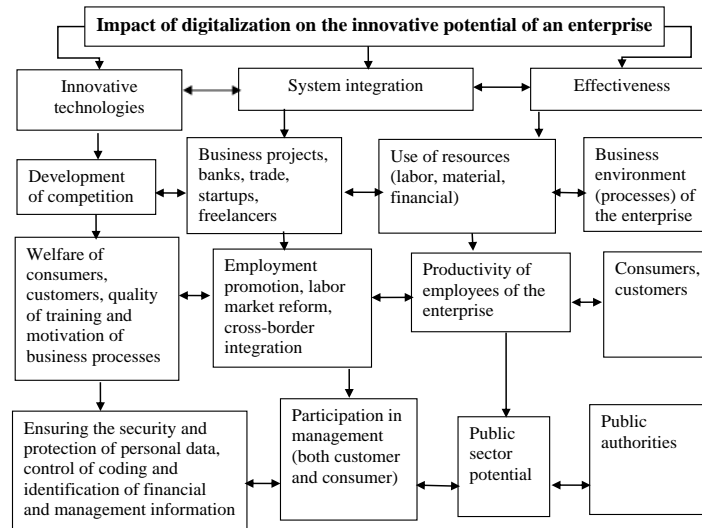 Impact of digitalization on the innovative potential of an enterprise
Innovative
technologies
System integration
Effectiveness
Development
of competition
Business projects,
banks, trade,
startups,
freelancers
Use of resources
(labor, material,
financial)
Business
environment
(processes) of
the enterprise
Welfare of
consumers,
customers, quality
of training and
motivation of
business processes
Employment
promotion, labor
market reform,
cross-border
integration
Productivity of
employees of the
enterprise
Consumers,
customers
Ensuring the security and
protection of personal data,
control of coding and
identification of financial
and management information
Participation in
management
(both customer
and consumer)
Public
sector
potential
Public
authorities